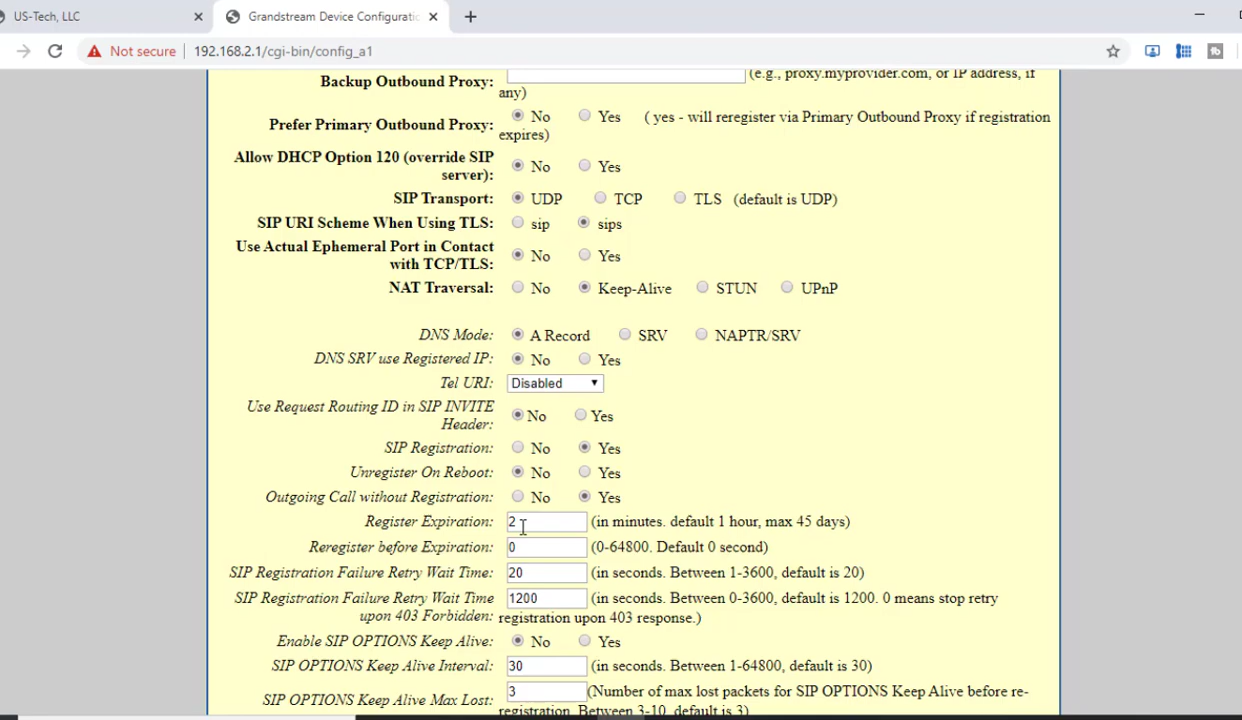 US-Tech, LLC
Grandstream Device Configuratio
Not secure 192.168.2.1/cgi-bin/config_a1
Backup Outbound Proxy: (e.g., proxy.myprovider.com, or IP address, if
any)
Prefer Primary Outbound Proxy: No Yes ( yes - will reregister via Primary Outbound Proxy if registration
expires)
Allow DHCP Option 120 (override SIP
server): No Yes
SIP Transport: UDP TCP TLS (default is UDP)
SIP URI Scheme When Using TLS: sip sips
Use Actual Ephemeral Port in Contact
with TCP/TLS: No Yes
NAT Traversal: No Keep-Alive STUN UPnP
DNS Mode: A Record SRV NAPTR/SRV
DNS SRV use Registered IP: No Yes
Tel URI: Disabled
Use Request Routing ID in SIP INVITE
Header: No Yes
SIP Registration: No Yes
Unregister On Reboot: No Yes
Outgoing Call without Registration: No Yes
Register Expiration: 2 (in minutes. default 1 hour, max 45 days)
Reregister before Expiration: 0 (0-64800. Default 0 second)
SIP Registration Failure Retry Wait Time: 20 (in seconds. Between 1-3600, default is 20)
SIP Registration Failure Retry Wait Time 1200 (in seconds. Between 0-3600, default is 1200. 0 means stop retry
upon 403 Forbidden: registration upon 403 response.)
Enable SIP OPTIONS Keep Alive: No Yes
SIP OPTIONS Keep Alive Interval: 30 (in seconds. Between 1-64800, default is 30)
SIP OPTIONS Keep Alive Max Lost: 3 (Number of max lost packets for SIP OPTIONS Keep Alive before re-
registration. Between 3-10, default is 3)